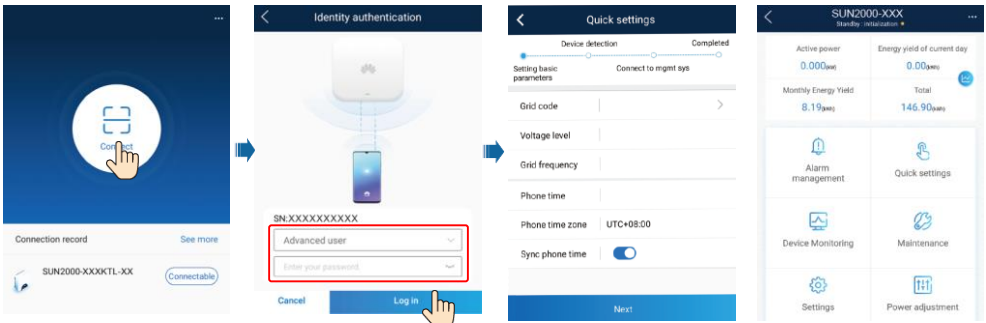 ...
Connect
Connection record
See more
SUN2000-XXXKTL-XX
Connectable
Identity authentication
SN:XXXXXXXXXX
Advanced user
Enter your password.
Cancel
Log in
Quick settings
Device detection
Completed
Setting basic
parameters
Connect to mgmt sys
Grid code
Voltage level
Grid frequency
Phone time
Phone time zone
UTC+08:00
Sync phone time
Next
SUN2000-XXX
...
Standby : initialization
Active power
Energy yield of current day
0.000(kW)
0.00(kWh)
Monthly Energy Yield
Total
8.19(kWh)
146.90(kWh)
Alarm
management
Quick settings
Device Monitoring
Maintenance
Settings
Power adjustment